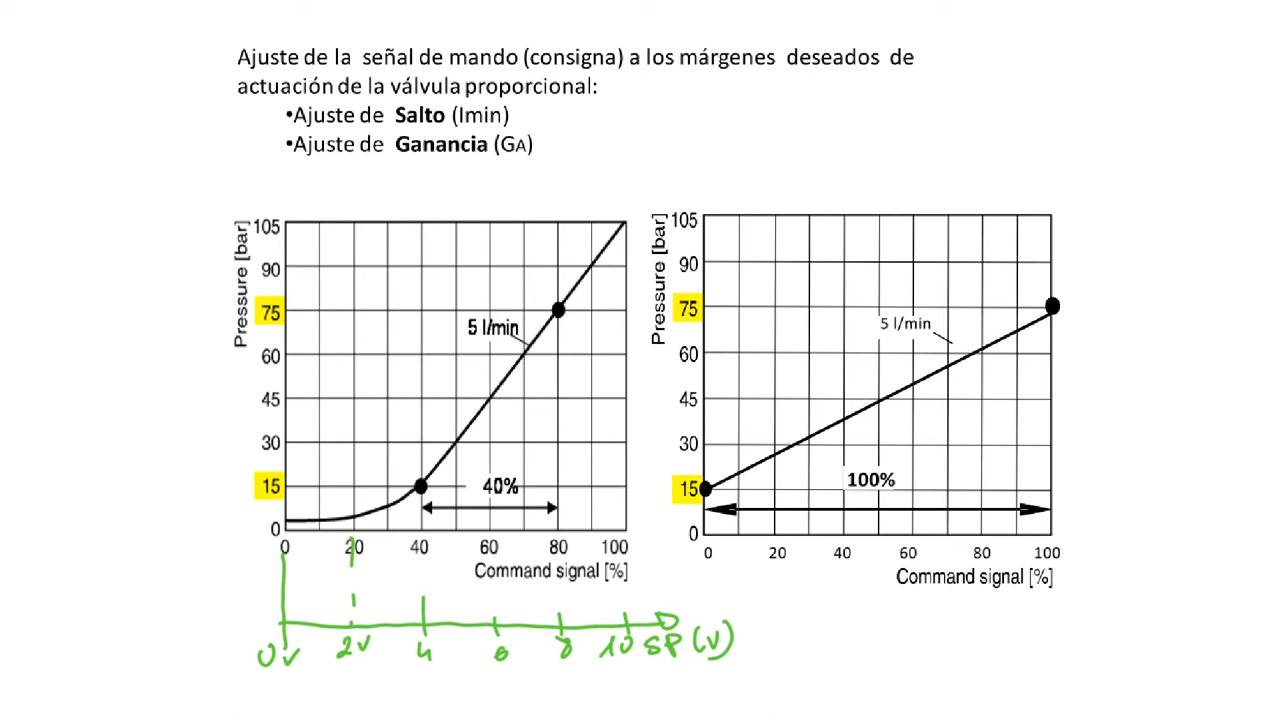 Ajuste de la señal de mando (consigna) a los márgenes deseados de
actuación de la válvula proporcional:
•Ajuste de Salto (Imin)
•Ajuste de Ganancia (GA)
Pressure [bar]
105
90
75
60
45
30
15
0
5 l/min
40%
0 20 40 60 80 100
Command signal [%]
0V 2V 4 6 8 10 SP (V)
Pressure [bar]
105
90
75
60
45
30
15
0
5 l/min
100%
0 20 40 60 80 100
Command signal [%]